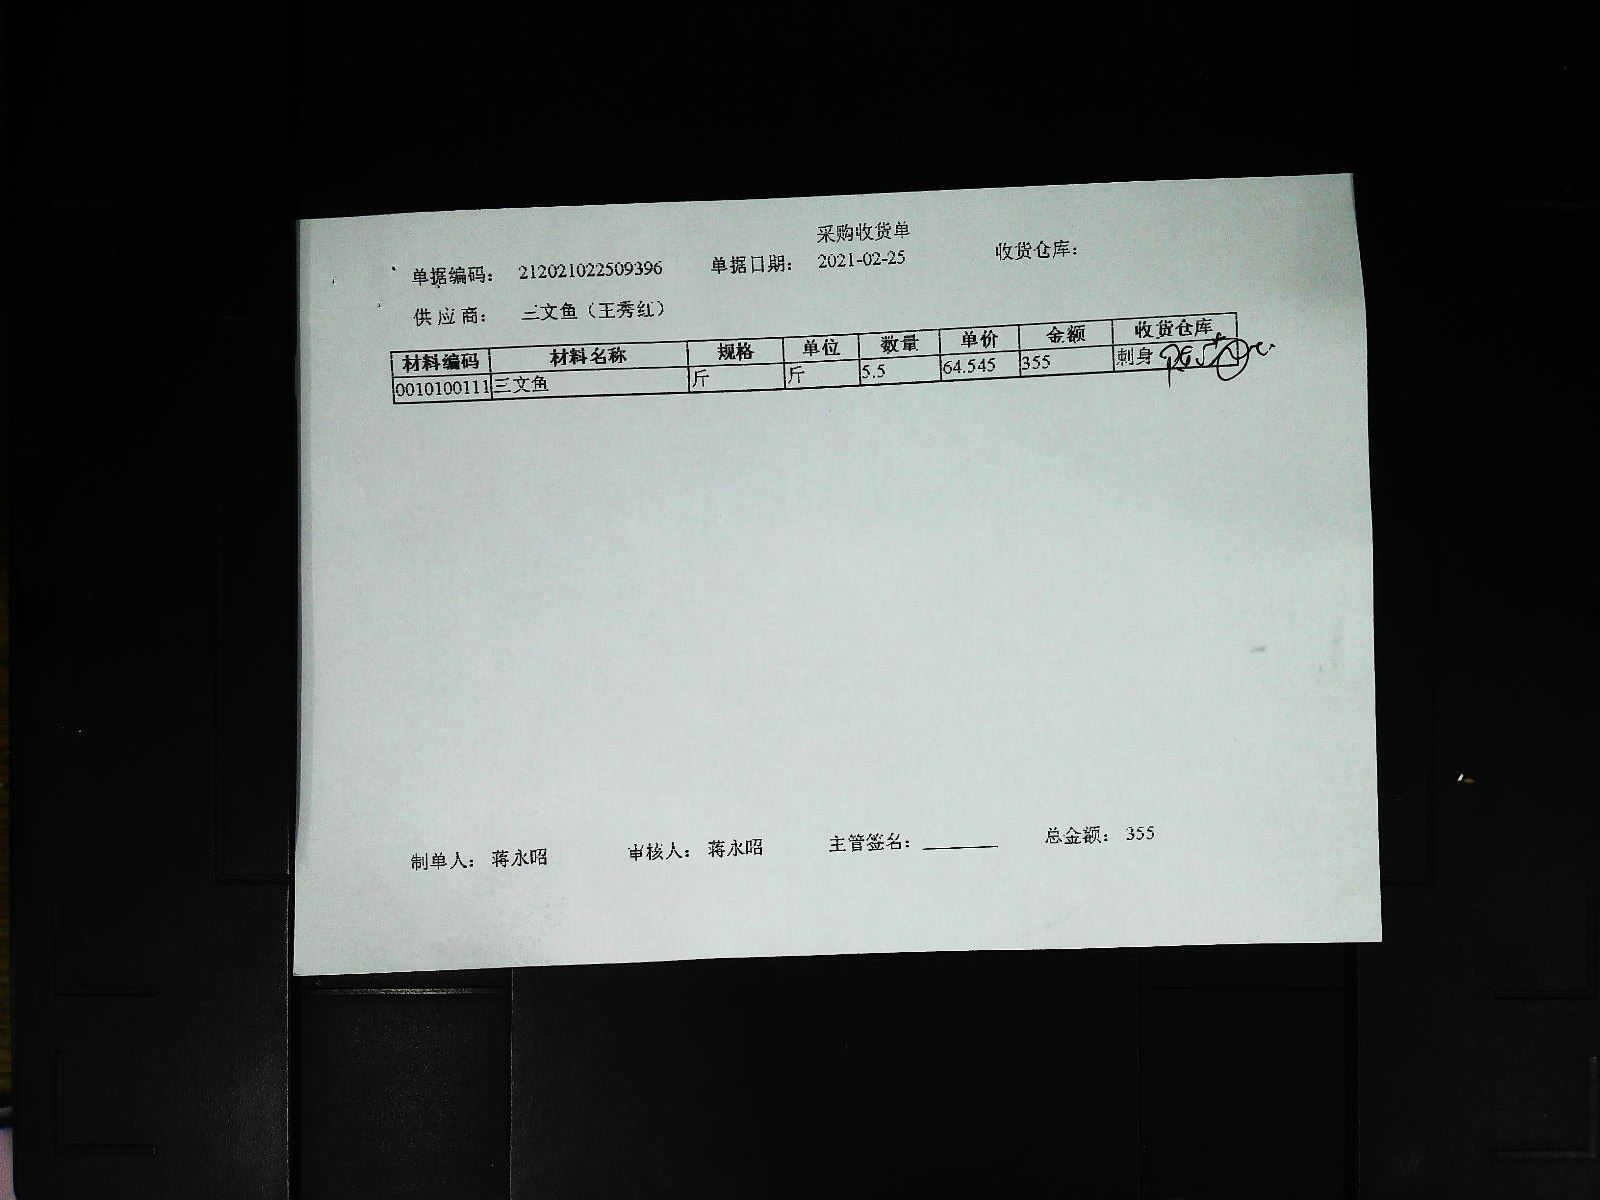 采购收货单
单据编码： 212021022509396 单据日期： 2021-02-25 收货仓库：
供 应 商： 三文鱼（王秀红）
材料编码 材料名称 规格 单位 数量 单价 金额 收货仓库
0010100111 三文鱼 斤 斤 5.5 64.545 355 刺身
制单人： 蒋永昭 审核人： 蒋永昭 主管签名： 总金额： 355